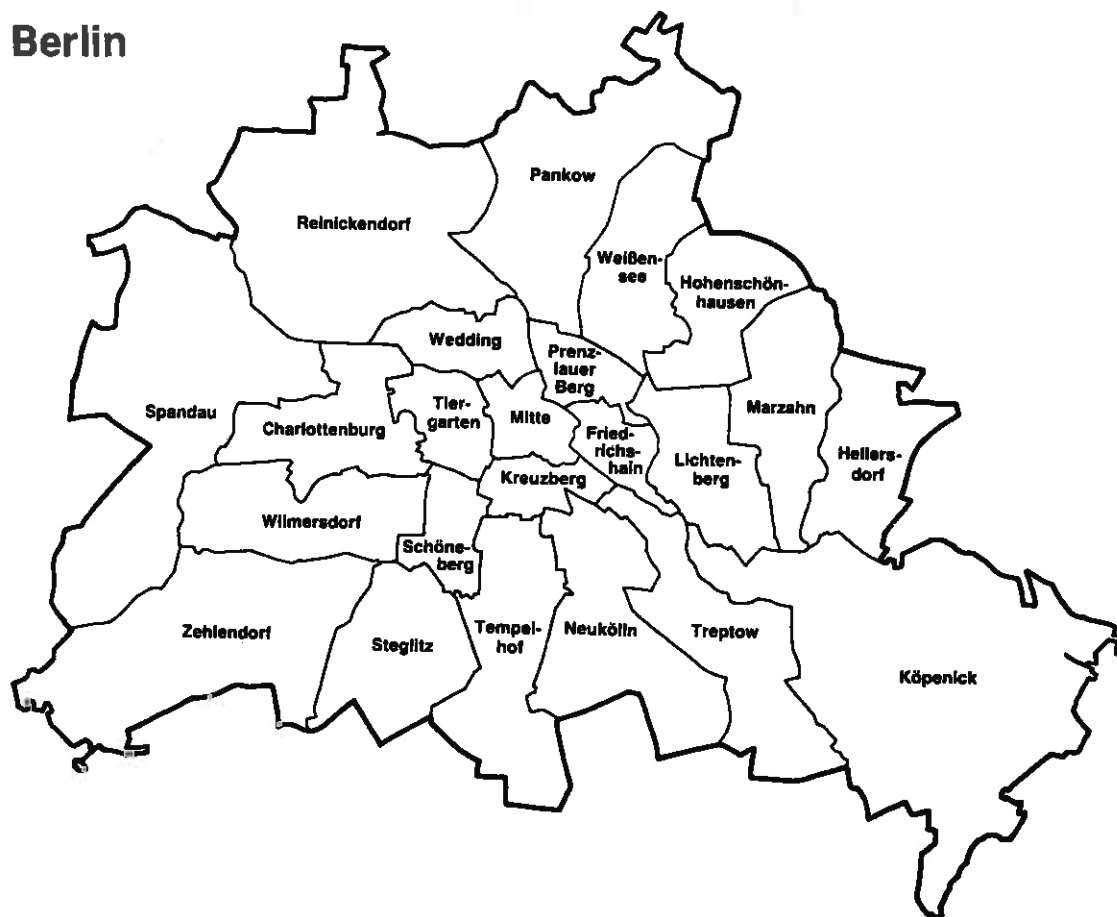 Berlin
Pankow
Reinickendorf
Weißen-
see
Hohenschön-
hausen
Wedding
Prenz-
lauer
Berg
Spandau
Charlottenburg
Tier-
garten
Mitte
Marzahn
Fried-
richs-
hain
Lichten-
berg
Hellers-
dorf
Kreuzberg
Wilmersdorf
Schöne-
berg
Zehlendorf
Steglitz
Tempel-
hof
Neukölln
Treptow
Köpenick